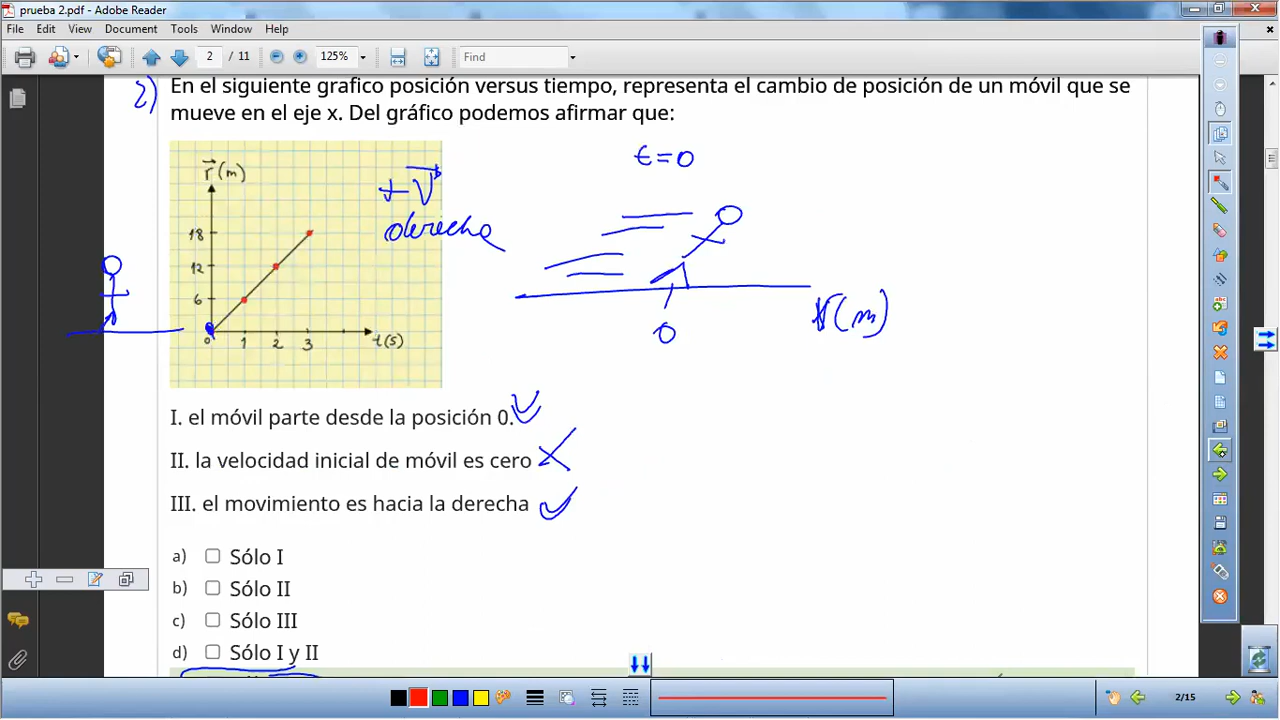 prueba 2.pdf - Adobe Reader
File Edit View Document Tools Window Help
2 / 11 125% Find
2) En el siguiente grafico posición versus tiempo, representa el cambio de posición de un móvil que se
mueve en el eje x. Del gráfico podemos afirmar que:
t=0
r (m)
+V
derecha
18
12
6
0 1 2 3 t(s)
(m)
0
I. el móvil parte desde la posición 0.
II. la velocidad inicial de móvil es cero
III. el movimiento es hacia la derecha
a) Sólo I
b) Sólo II
c) Sólo III
d) Sólo I y II
2/15